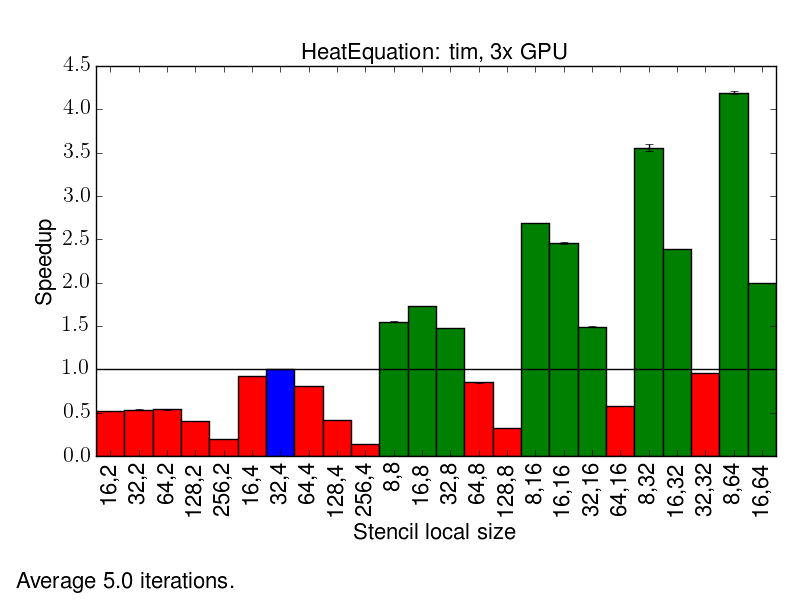 HeatEquation: tim, 3x GPU
4.5
4.0
3.5
3.0
2.5
2.0
1.5
1.0
0.5
0.0
Speedup
16,2 32,2 64,2 128,2 256,2 16,4 32,4 64,4 128,4 256,4 8,8 16,8 32,8 64,8 128,8 8,16 16,16 32,16 64,16 8,32 16,32 32,32 8,64 16,64
Stencil local size
Average 5.0 iterations.